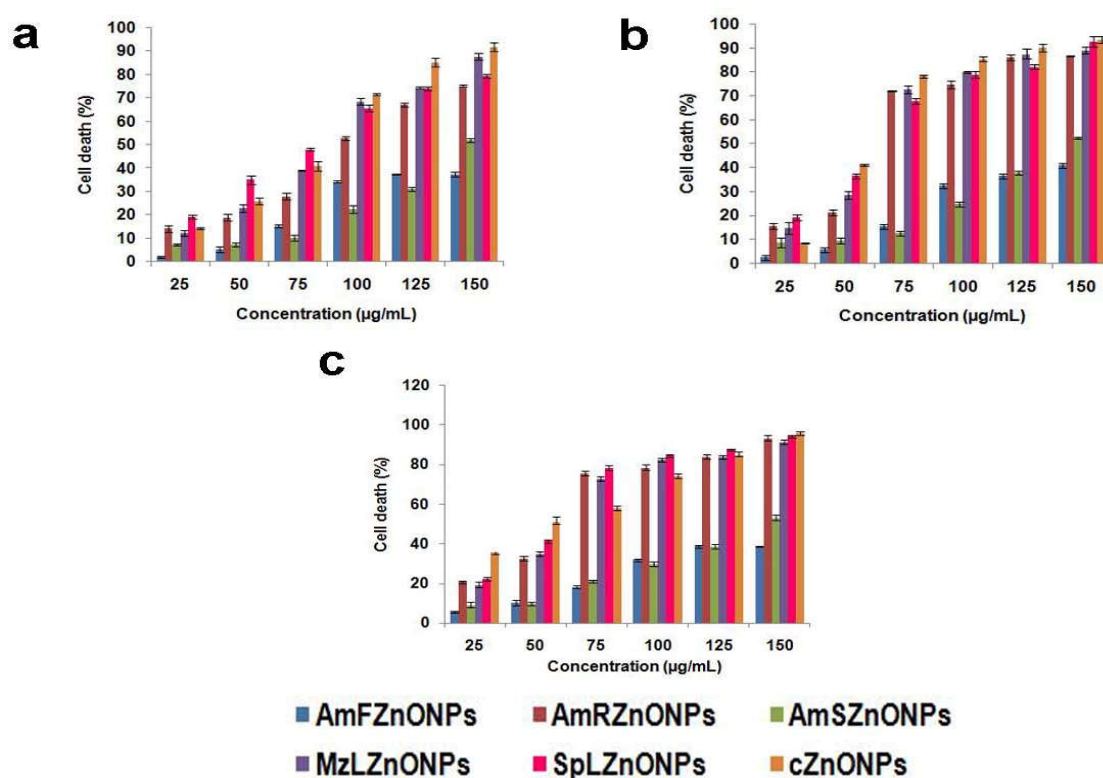 a
100
90
80
70
60
50
40
30
20
10
0
Cell death (%)
25 50 75 100 125 150
Concentration (µg/mL)
b
100
90
80
70
60
50
40
30
20
10
0
Cell death (%)
25 50 75 100 125 150
Concentration (µg/mL)
c
120
100
80
60
40
20
0
Cell death (%)
25 50 75 100 125 150
Concentration (µg/mL)
AmFZnONPs AmRZnONPs AmSZnONPs
MzLZnONPs SpLZnONPs cZnONPs